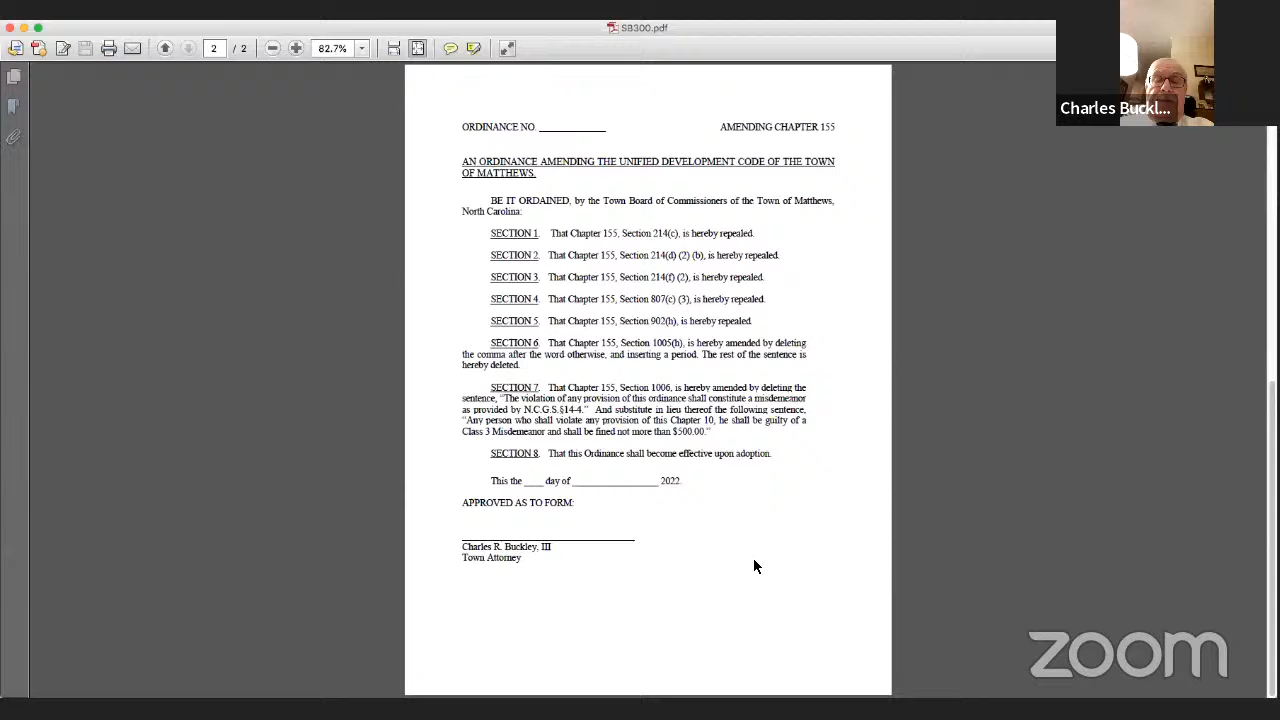 SB300.pdf
2 / 2 82.7%
Charles Buckl...
ORDINANCE NO. ____________ AMENDING CHAPTER 155
AN ORDINANCE AMENDING THE UNIFIED DEVELOPMENT CODE OF THE TOWN
OF MATTHEWS.
BE IT ORDAINED, by the Town Board of Commissioners of the Town of Matthews,
North Carolina:
SECTION 1. That Chapter 155, Section 214(c), is hereby repealed.
SECTION 2. That Chapter 155, Section 214(d) (2) (b), is hereby repealed.
SECTION 3. That Chapter 155, Section 214(f) (2), is hereby repealed.
SECTION 4. That Chapter 155, Section 807(c) (3), is hereby repealed.
SECTION 5. That Chapter 155, Section 902(h), is hereby repealed.
SECTION 6. That Chapter 155, Section 1005(h), is hereby amended by deleting
the comma after the word otherwise, and inserting a period. The rest of the sentence is
hereby deleted.
SECTION 7. That Chapter 155, Section 1006, is hereby amended by deleting the
sentence, "The violation of any provision of this ordinance shall constitute a misdemeanor
as provided by N.C.G.S.§14-4." And substitute in lieu thereof the following sentence,
"Any person who shall violate any provision of this Chapter 10, he shall be guilty of a
Class 3 Misdemeanor and shall be fined not more than $500.00."
SECTION 8. That this Ordinance shall become effective upon adoption.
This the ____ day of ________________ 2022.
APPROVED AS TO FORM:
Charles R. Buckley, III
Town Attorney
zoom